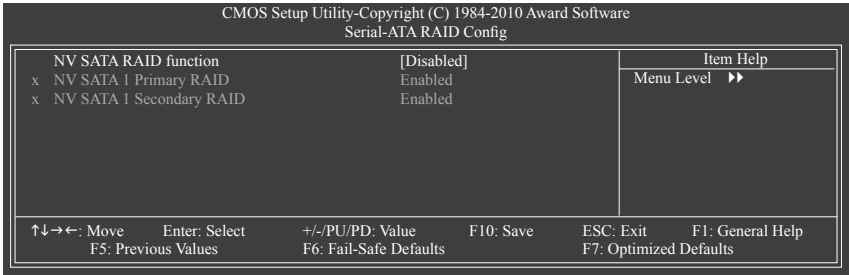 CMOS Setup Utility-Copyright (C) 1984-2010 Award Software
Serial-ATA RAID Config
NV SATA RAID function [Disabled] Item Help
x NV SATA 1 Primary RAID Enabled Menu Level ▶▶
x NV SATA 1 Secondary RAID Enabled
↑↓→←: Move Enter: Select +/-/PU/PD: Value F10: Save ESC: Exit F1: General Help
F5: Previous Values F6: Fail-Safe Defaults F7: Optimized Defaults